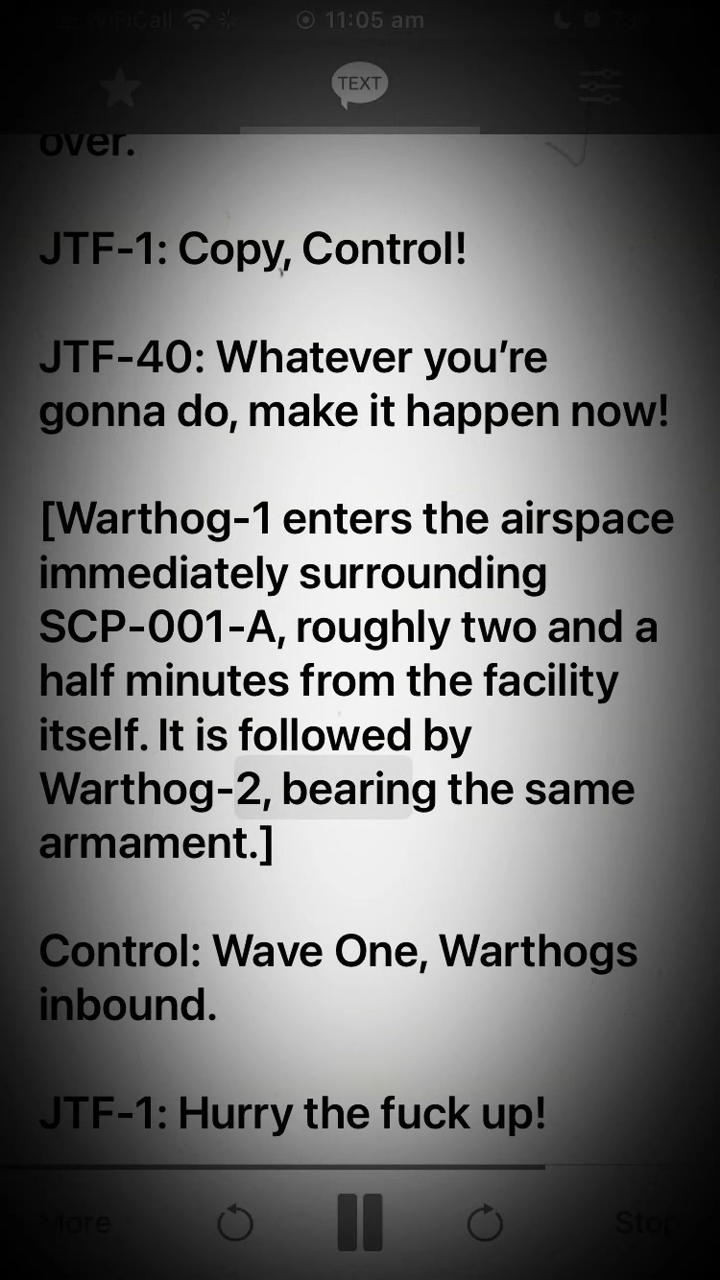 WiFiCall 11:05 am
TEXT
over.
JTF-1: Copy, Control!
JTF-40: Whatever you’re
gonna do, make it happen now!
[Warthog-1 enters the airspace
immediately surrounding
SCP-001-A, roughly two and a
half minutes from the facility
itself. It is followed by
Warthog-2, bearing the same
armament.]
Control: Wave One, Warthogs
inbound.
JTF-1: Hurry the fuck up!
More Stop